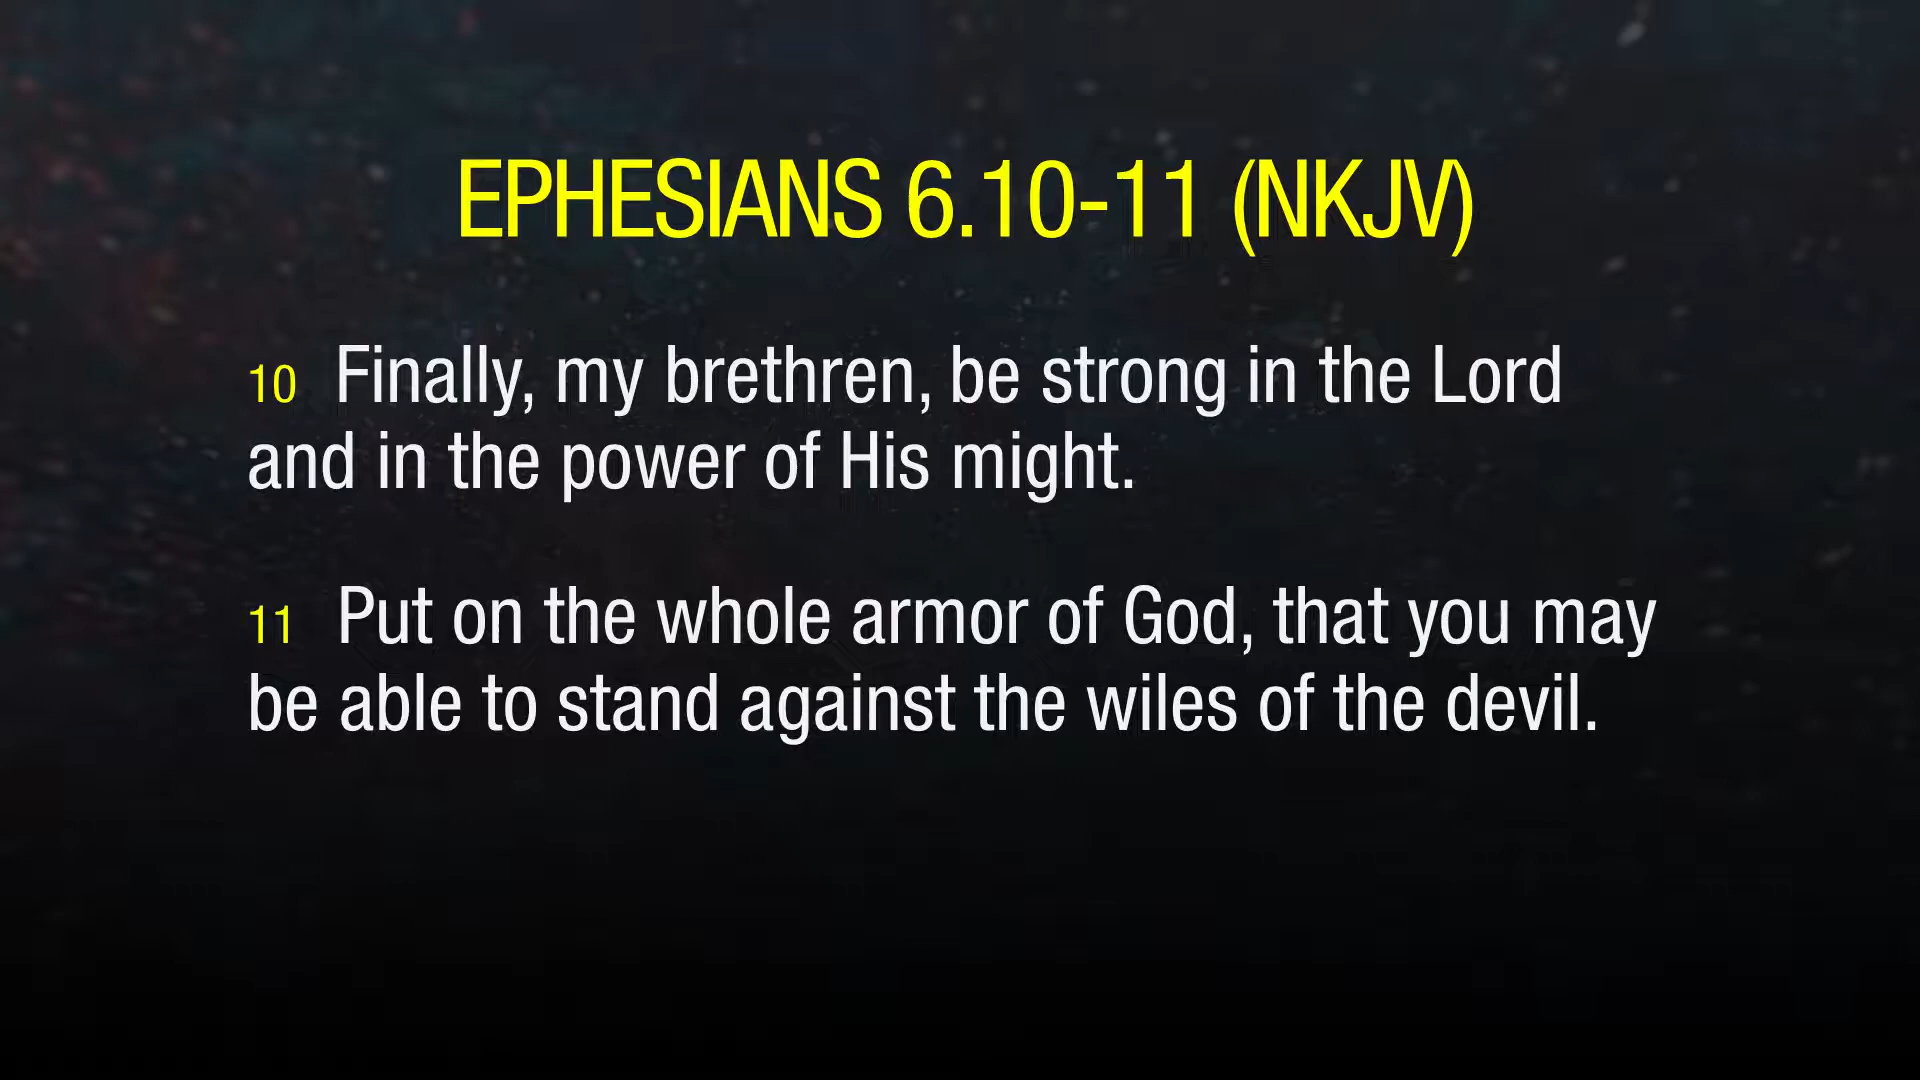 EPHESIANS 6.10-11 (NKJV)
10 Finally, my brethren, be strong in the Lord
and in the power of His might.
11 Put on the whole armor of God, that you may
be able to stand against the wiles of the devil.